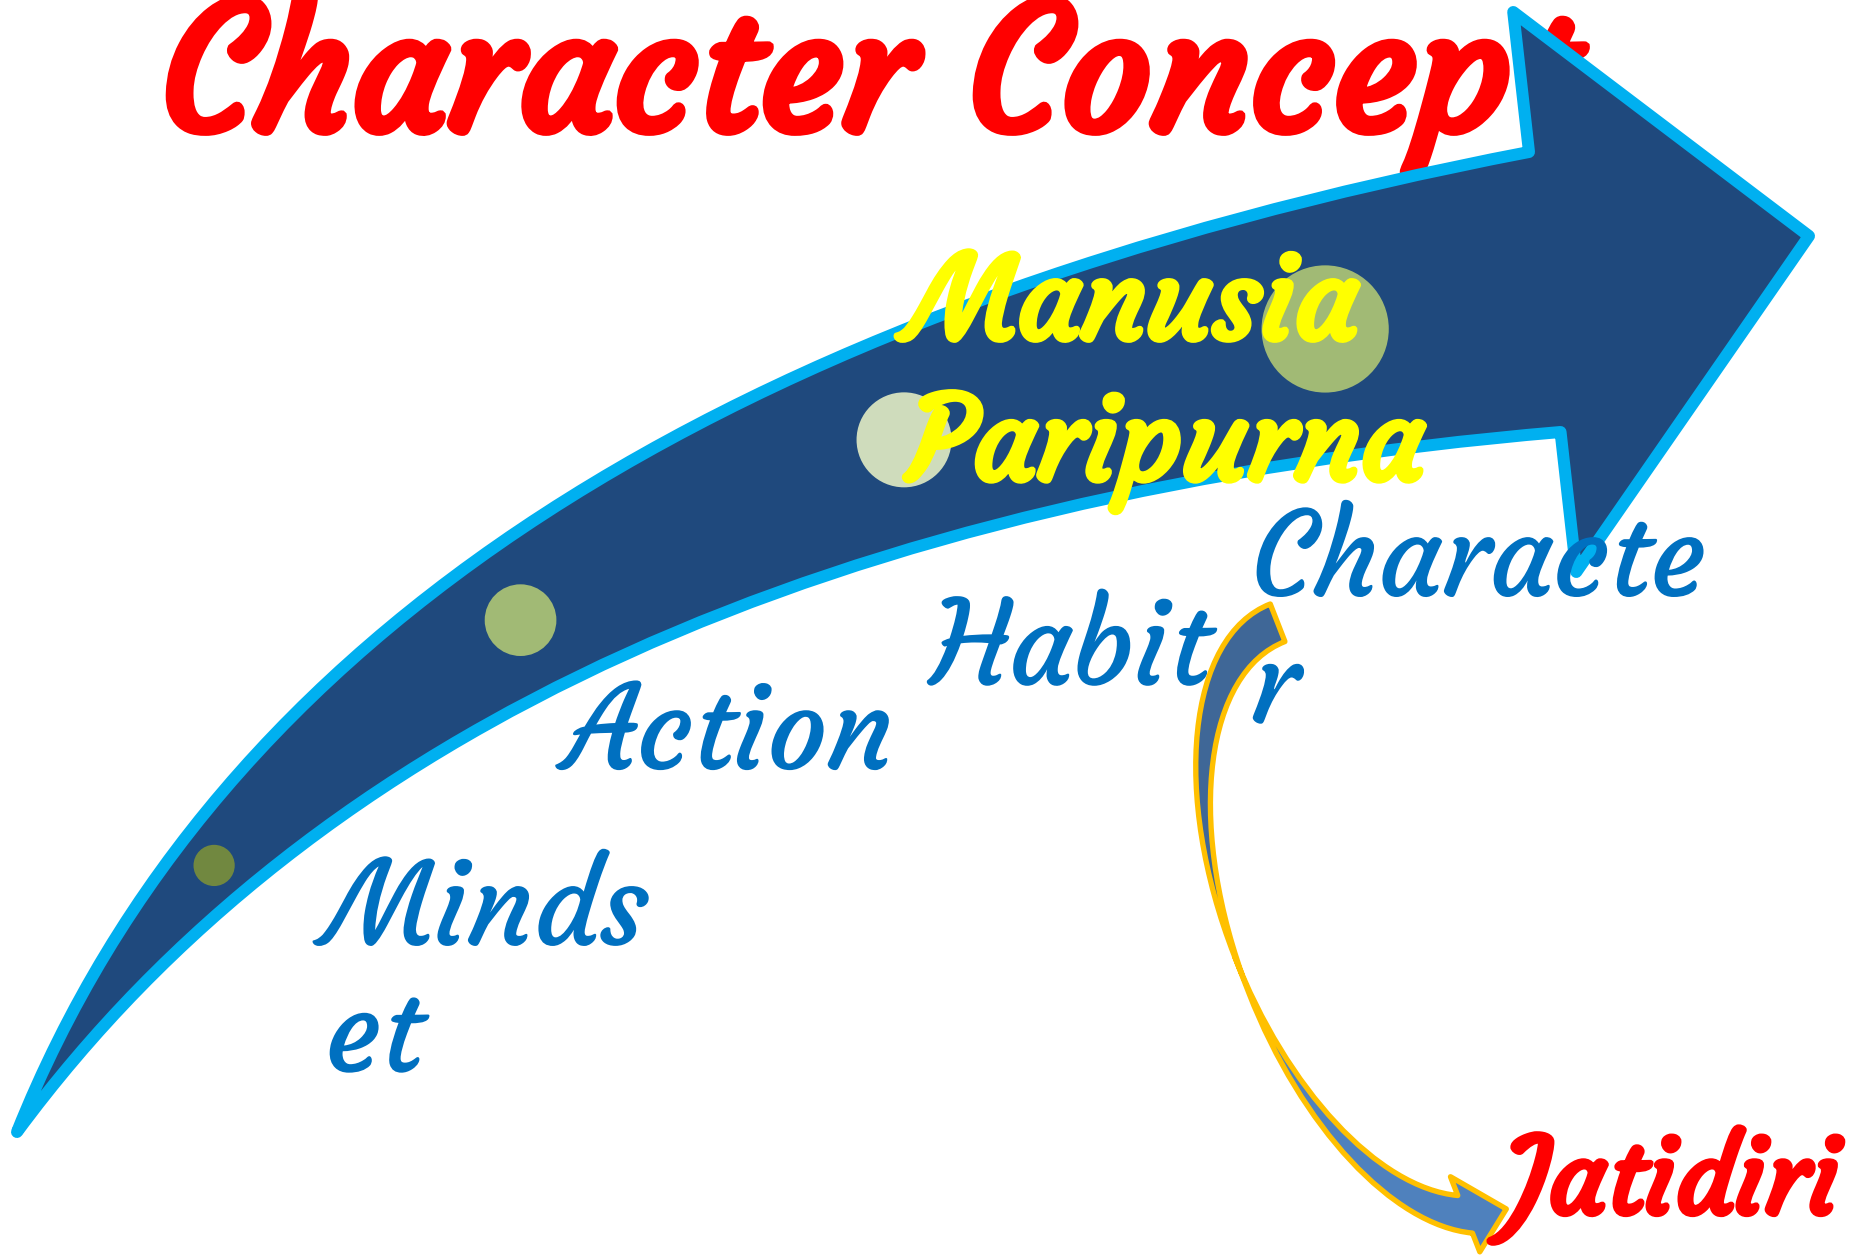 Character Concept
Manusia
Paripurna
Characte
r
Habit
Action
Minds
et
Jatidiri